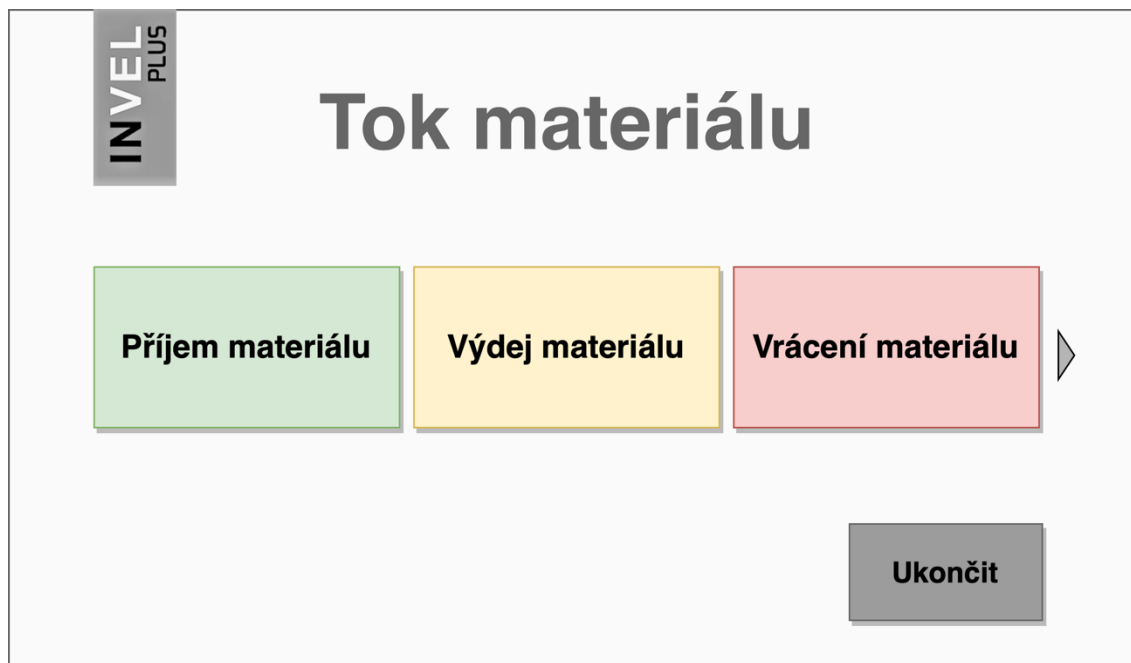 INVEL
PLUS
Tok materiálu
Příjem materiálu
Výdej materiálu
Vrácení materiálu
Ukončit